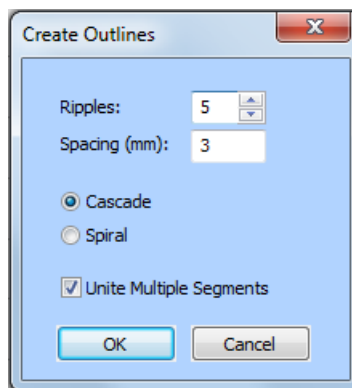 Create Outlines
Ripples: 5
Spacing (mm): 3
Cascade
Spiral
Unite Multiple Segments
OK Cancel